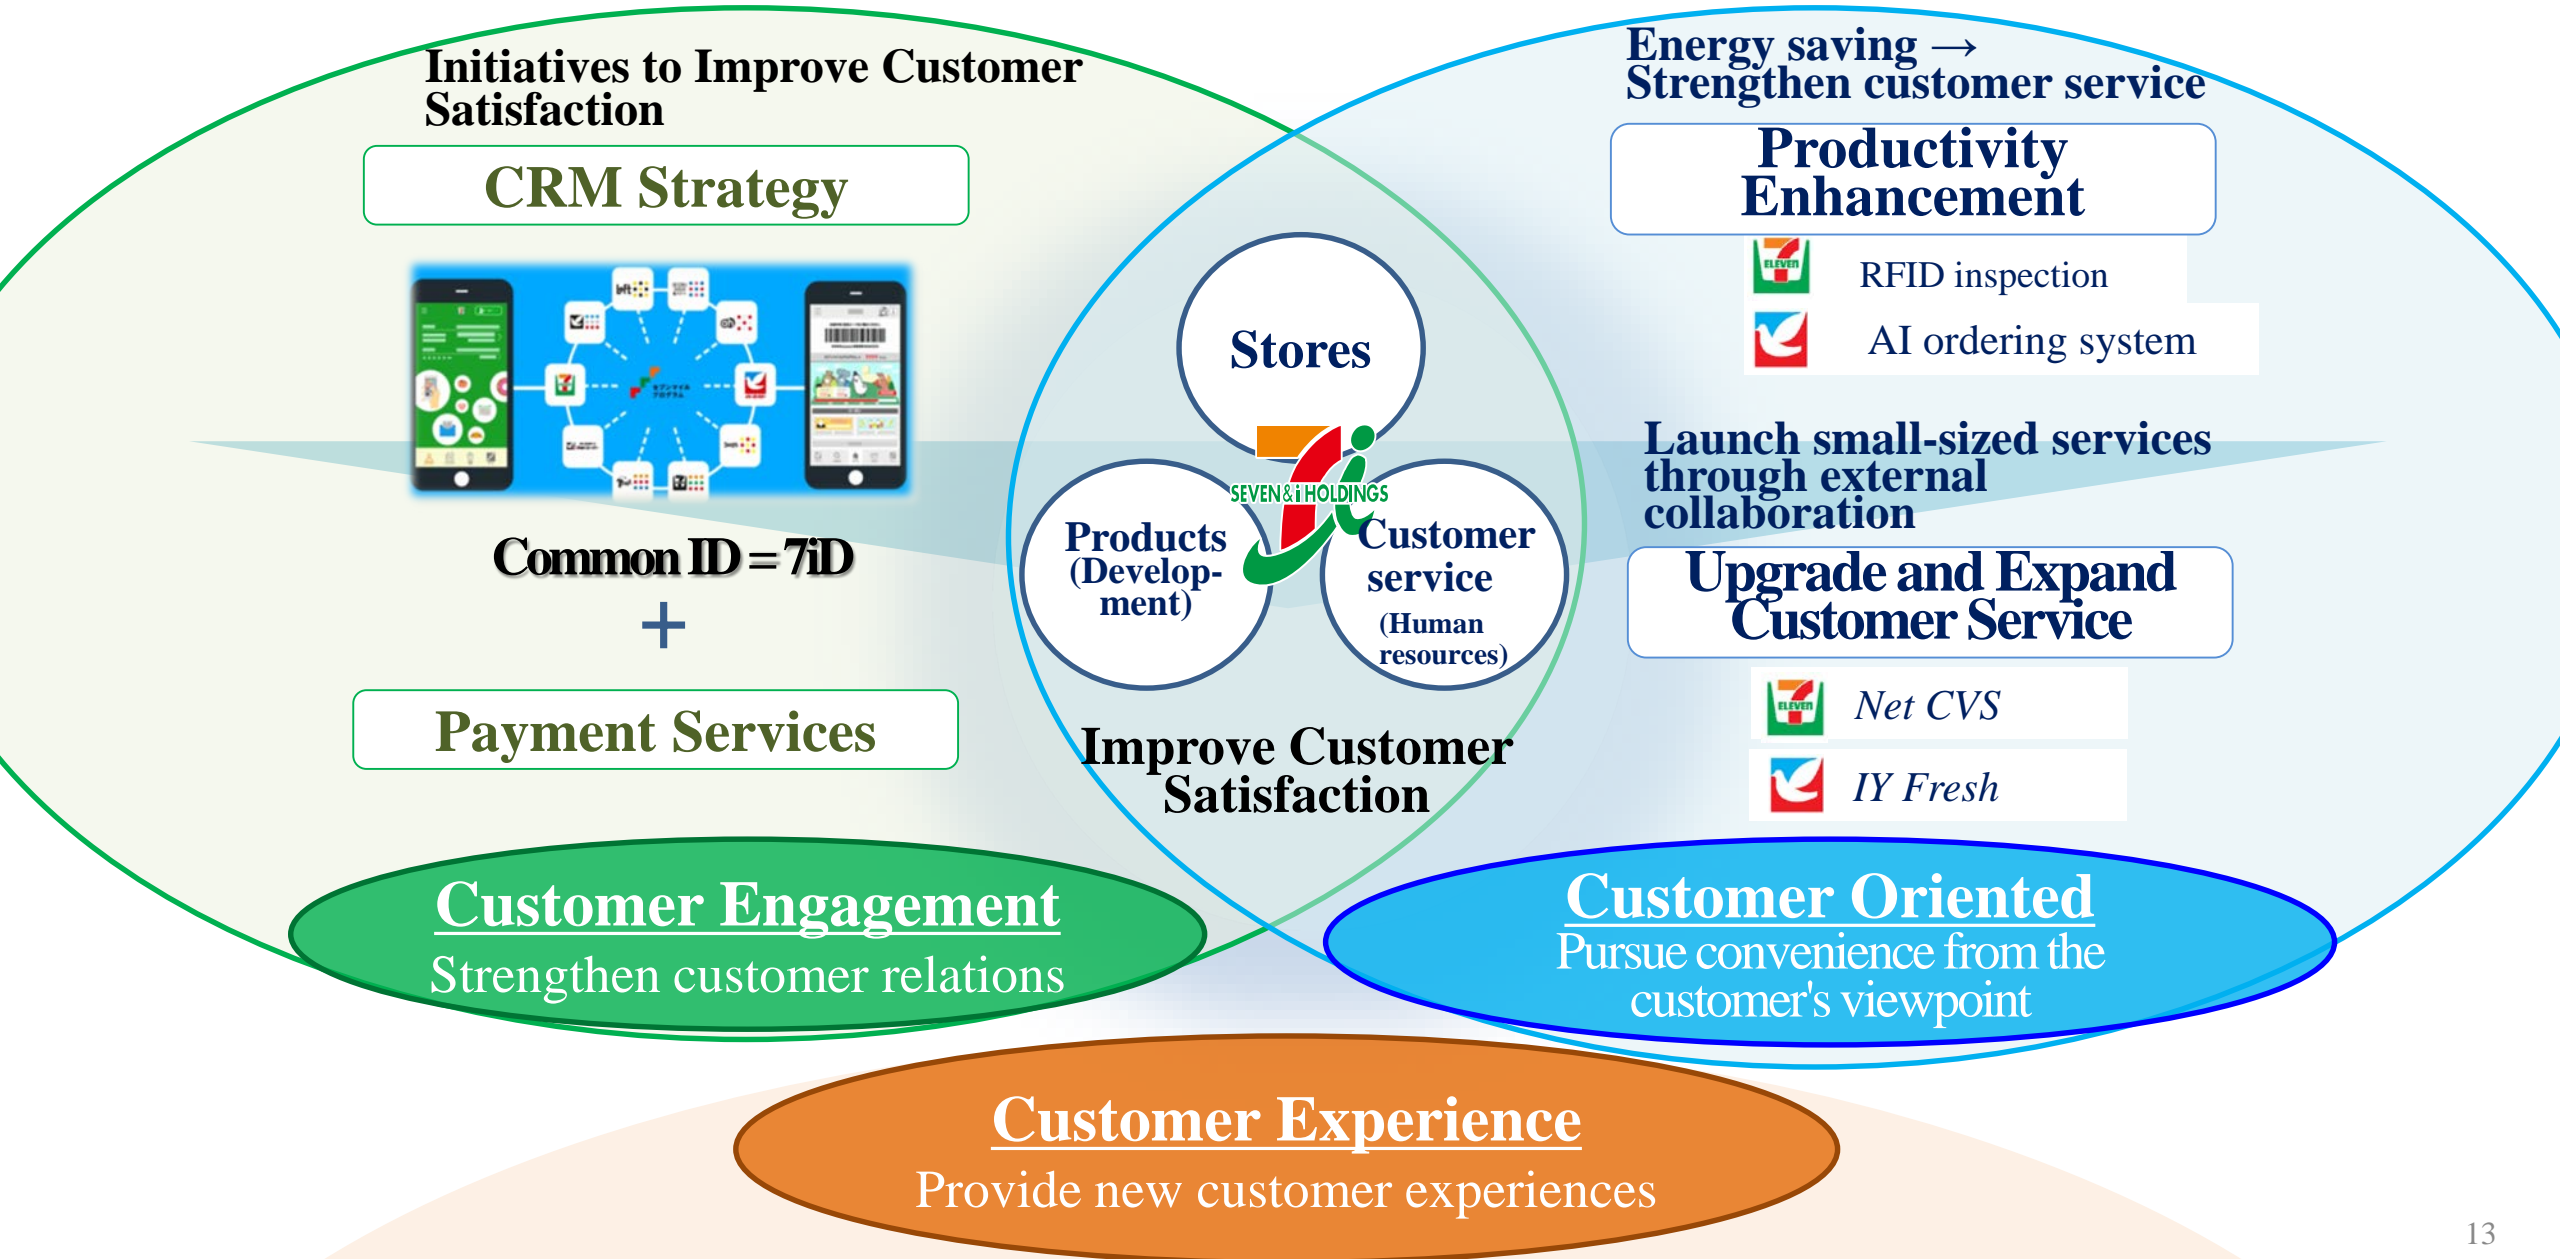 Initiatives to Improve Customer
Satisfaction
CRM Strategy
Common ID = 7iD
+
Payment Services
Customer Engagement
Strengthen customer relations
Stores
SEVEN&i HOLDINGS
Products
(Develop-
ment)
Customer
service
(Human
resources)
Improve Customer
Satisfaction
Energy saving →
Strengthen customer service
Productivity
Enhancement
ELEVEN
RFID inspection
AI ordering system
Launch small-sized services
through external
collaboration
Upgrade and Expand
Customer Service
ELEVEN
Net CVS
IY Fresh
Customer Oriented
Pursue convenience from the
customer's viewpoint
Customer Experience
Provide new customer experiences
13